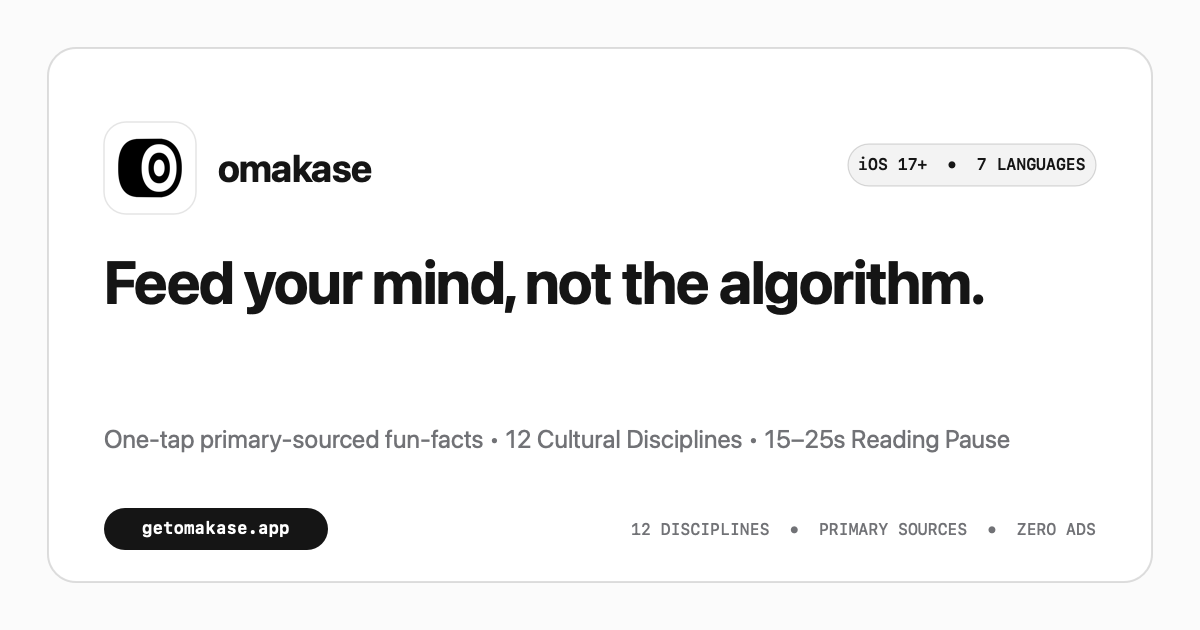 omakase
iOS 17+ • 7 LANGUAGES
Feed your mind, not the algorithm.
One-tap primary-sourced fun-facts • 12 Cultural Disciplines • 15–25s Reading Pause
getomakase.app
12 DISCIPLINES • PRIMARY SOURCES • ZERO ADS